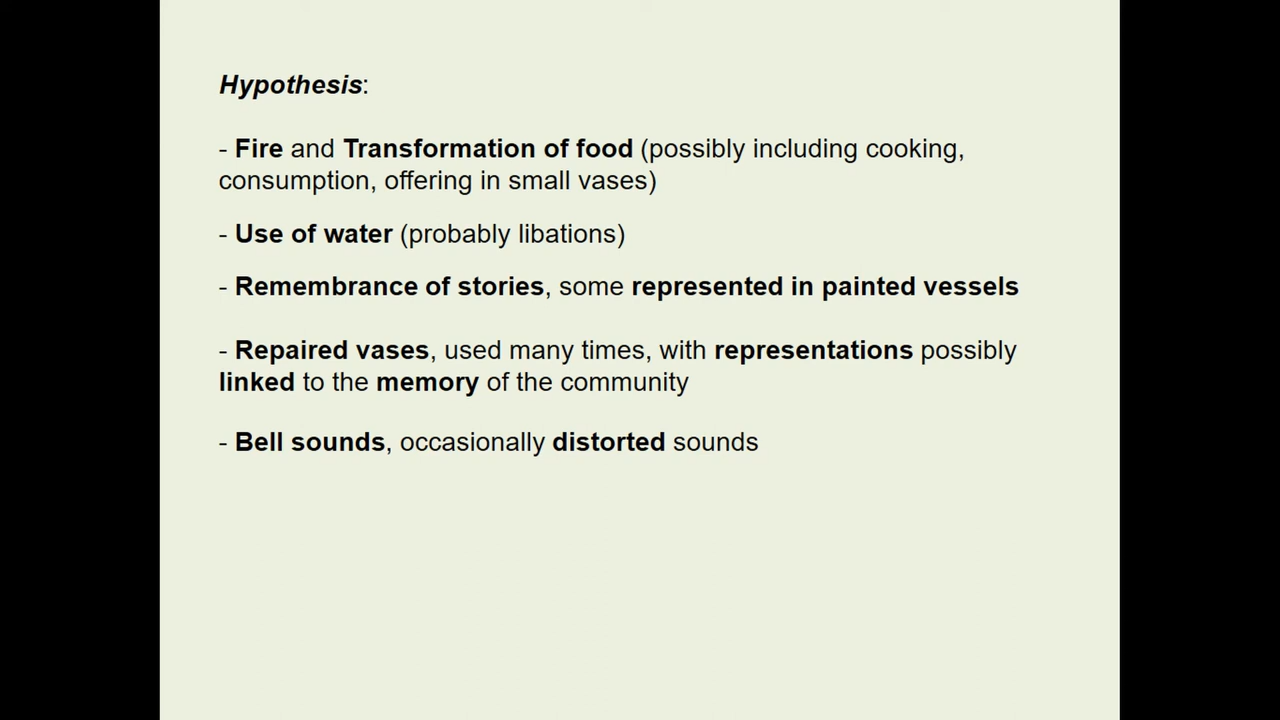 Hypothesis:
- Fire and Transformation of food (possibly including cooking,
consumption, offering in small vases)
- Use of water (probably libations)
- Remembrance of stories, some represented in painted vessels
- Repaired vases, used many times, with representations possibly
linked to the memory of the community
- Bell sounds, occasionally distorted sounds